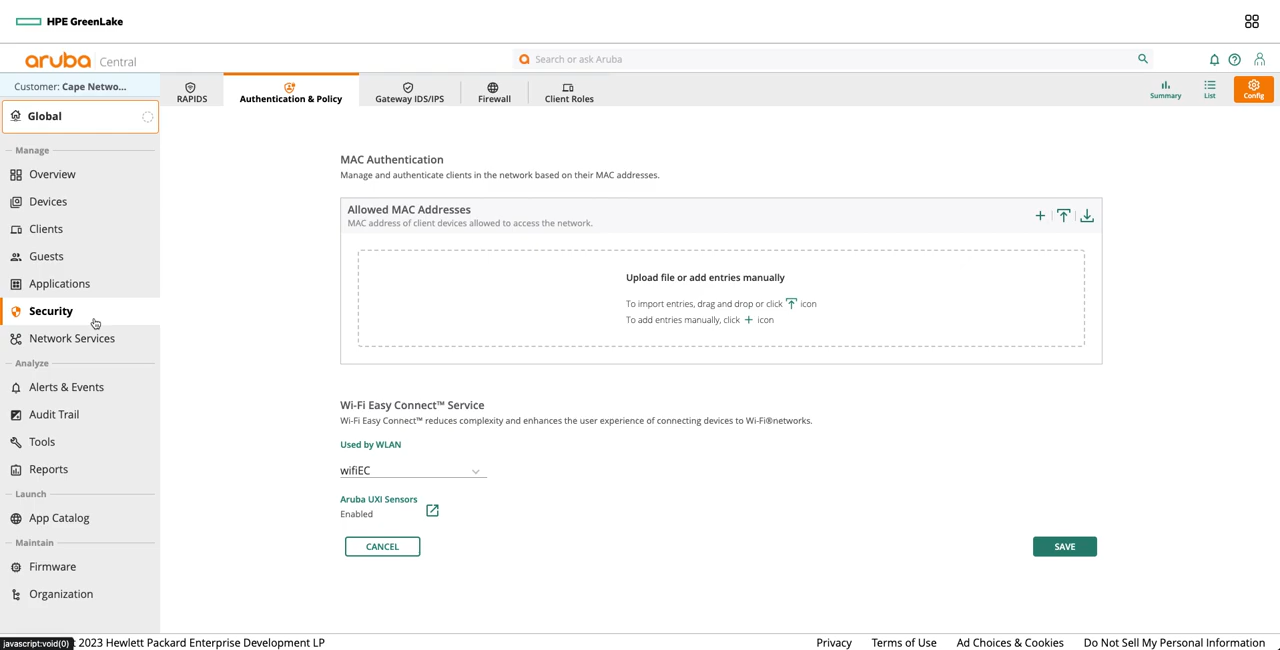 HPE GreenLake
aruba Central
Search or ask Aruba
Customer: Cape Netwo...
RAPIDS
Authentication & Policy
Gateway IDS/IPS
Firewall
Client Roles
Summary
List
Config
Global
Manage
Overview
Devices
Clients
Guests
Applications
Security
Network Services
Analyze
Alerts & Events
Audit Trail
Tools
Reports
Launch
App Catalog
Maintain
Firmware
Organization
MAC Authentication
Manage and authenticate clients in the network based on their MAC addresses.
Allowed MAC Addresses
MAC address of client devices allowed to access the network.
Upload file or add entries manually
To import entries, drag and drop or click icon
To add entries manually, click + icon
Wi-Fi Easy Connect™ Service
Wi-Fi Easy Connect™ reduces complexity and enhances the user experience of connecting devices to Wi-Fi®networks.
Used by WLAN
wifiEC
Aruba UXI Sensors
Enabled
CANCEL
SAVE
javascript:void(0)
2023 Hewlett Packard Enterprise Development LP
Privacy
Terms of Use
Ad Choices & Cookies
Do Not Sell My Personal Information